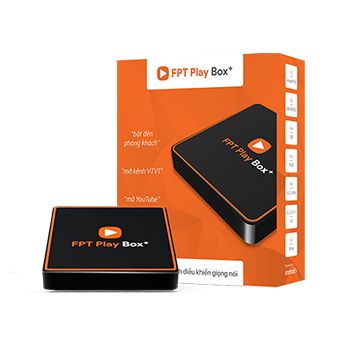 FPT Play Box+
"bật đèn
phòng khách"
"mở kênh VTV1"
"mở YouTube"
FPT Play Box+
điều khiển giọng nói
FPT Play Box+